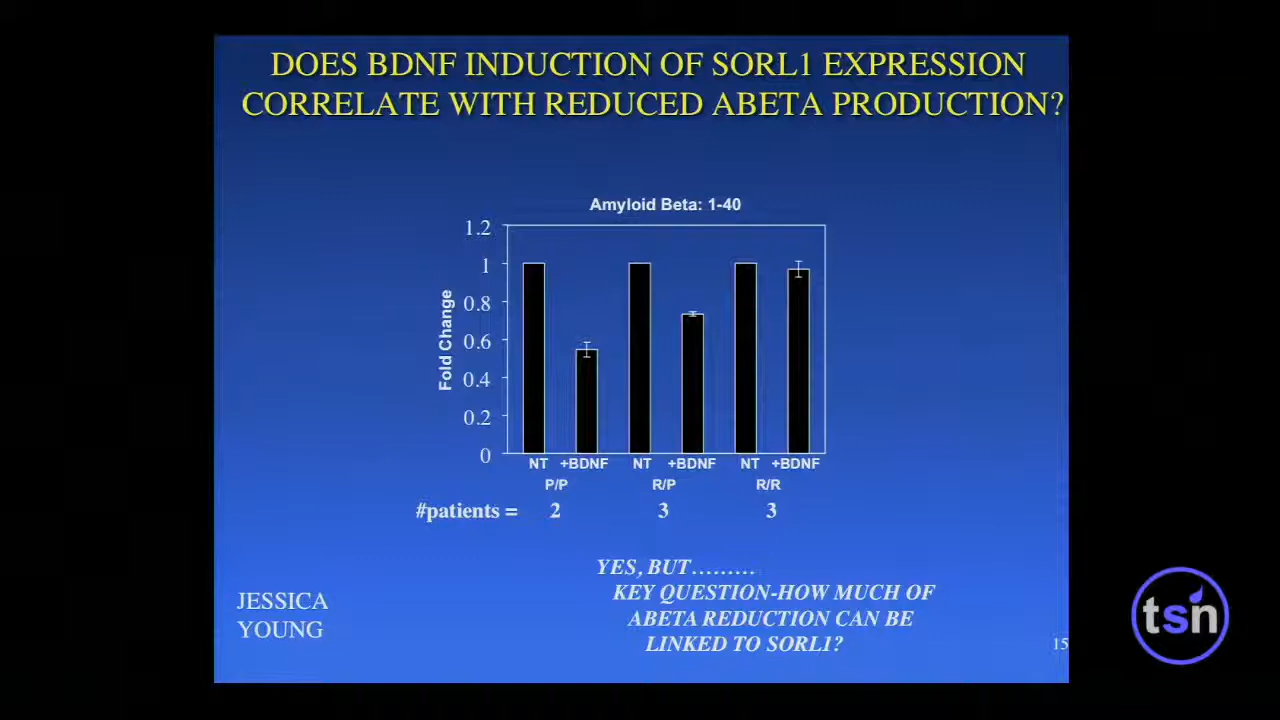 DOES BDNF INDUCTION OF SORL1 EXPRESSION
CORRELATE WITH REDUCED ABETA PRODUCTION?
Amyloid Beta: 1-40
Fold Change
1.2
1
0.8
0.6
0.4
0.2
0
NT +BDNF NT +BDNF NT +BDNF
P/P R/P R/R
#patients = 2 3 3
YES, BUT.........
KEY QUESTION-HOW MUCH OF
ABETA REDUCTION CAN BE
LINKED TO SORL1?
JESSICA
YOUNG
15
tsn